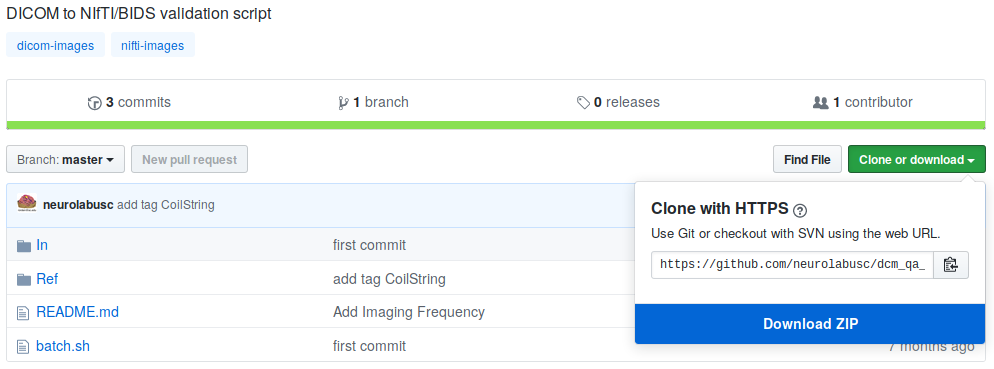 DICOM to NIfTI/BIDS validation script
dicom-images nifti-images
3 commits 1 branch 0 releases 1 contributor
Branch: master New pull request Find File Clone or download
neurolabusc add tag CoilString
Clone with HTTPS
Use Git or checkout with SVN using the web URL.
In first commit
https://github.com/neurolabusc/dcm_qa_
Ref add tag CoilString
README.md Add Imaging Frequency
Download ZIP
batch.sh first commit 7 months ago